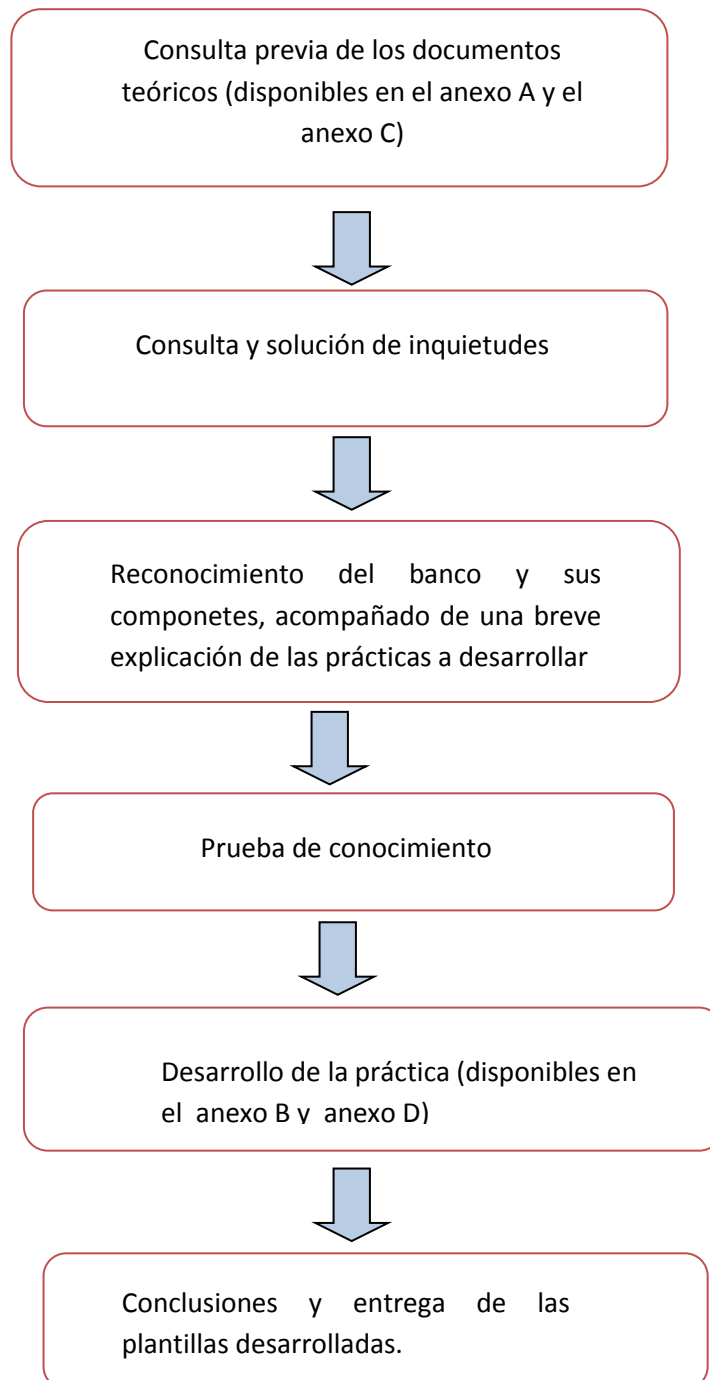 Consulta previa de los documentos
teóricos (disponibles en el anexo A y el
anexo C)
Consulta y solución de inquietudes
Reconocimiento del banco y sus
componetes, acompañado de una breve
explicación de las prácticas a desarrollar
Prueba de conocimiento
Desarrollo de la práctica (disponibles en
el anexo B y anexo D)
Conclusiones y entrega de las
plantillas desarrolladas.